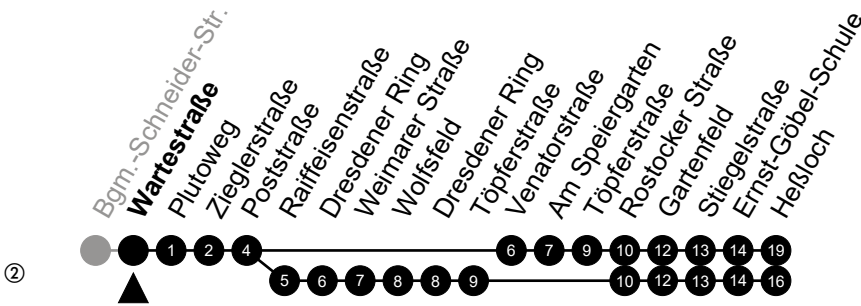 Bgm.-Schneider-Str.
Wartestraße
Plutoweg
Zieglerstraße
Poststraße
Raiffeisenstraße
Dresdener Ring
Weimarer Straße
Wolfsfeld
Dresdener Ring
Töpferstraße
Venatorstraße
Am Speiergarten
Töpferstraße
Rostocker Straße
Gartenfeld
Stiegelstraße
Ernst-Göbel-Schule
Heßloch
1 2 4 6 7 9 10 12 13 14 19
② 5 6 7 8 8 9 10 12 13 14 16